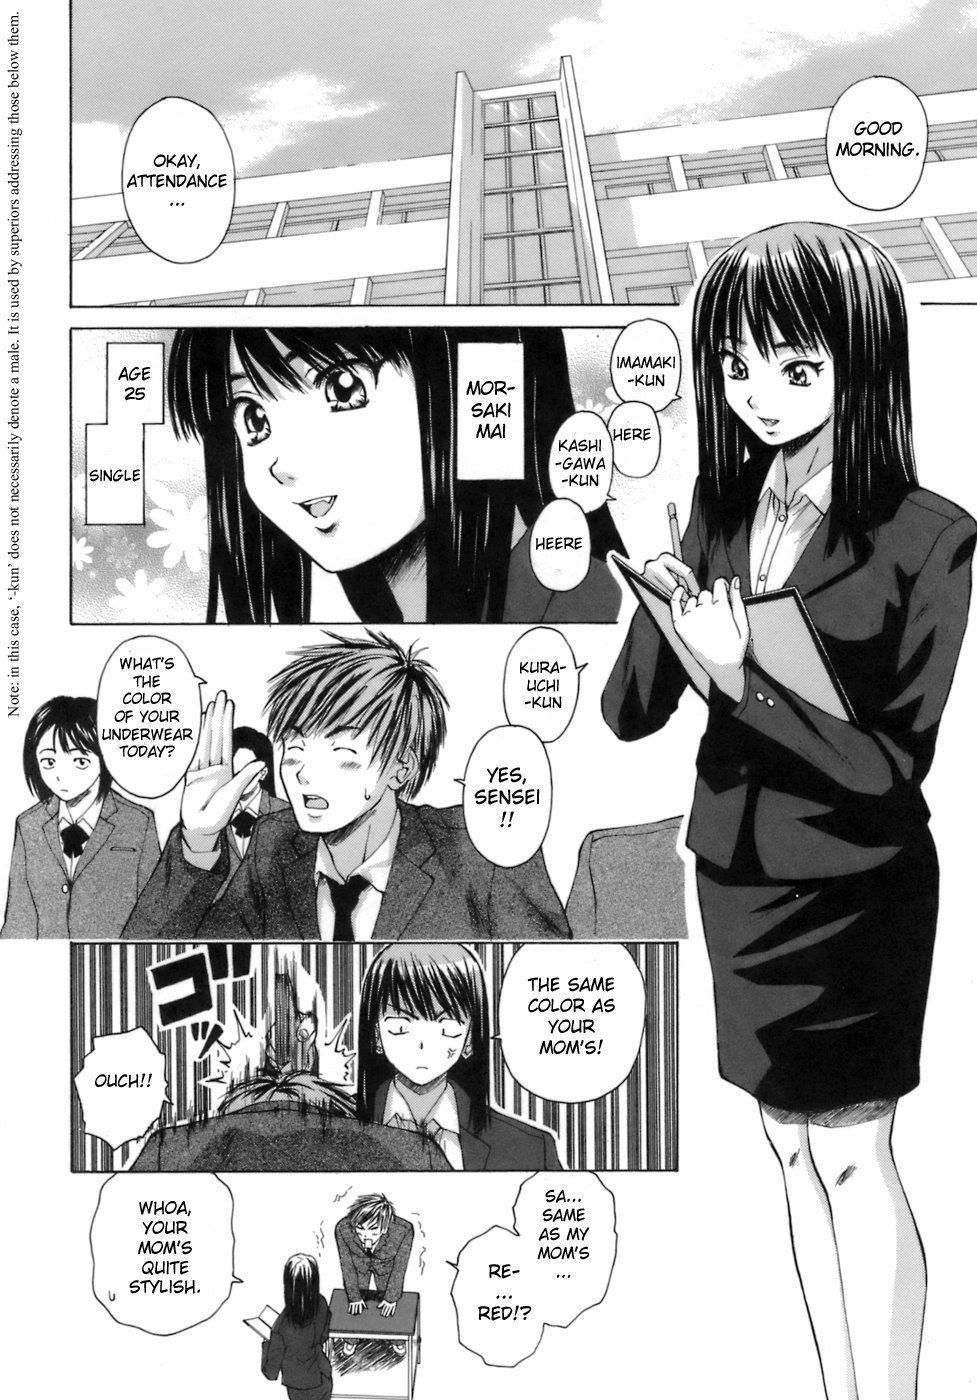 Note: in this case, '-kun' does not necessarily denote a male. It is used by superiors addressing those below them.
GOOD
MORNING.
OKAY,
ATTENDANCE
...
IMAMAKI
-KUN
HERE
KASHI
-GAWA
-KUN
HEERE
MOR-
SAKI
MAI
AGE
25
SINGLE
KURA-
UCHI
-KUN
YES,
SENSEI
!!
WHAT'S
THE
COLOR
OF YOUR
UNDERWEAR
TODAY?
THE SAME
COLOR AS
YOUR
MOM'S!
ゴッ
OUCH!!
SA...
SAME
AS MY
MOM'S
...
RE-
...
RED!?
WHOA,
YOUR
MOM'S
QUITE
STYLISH.